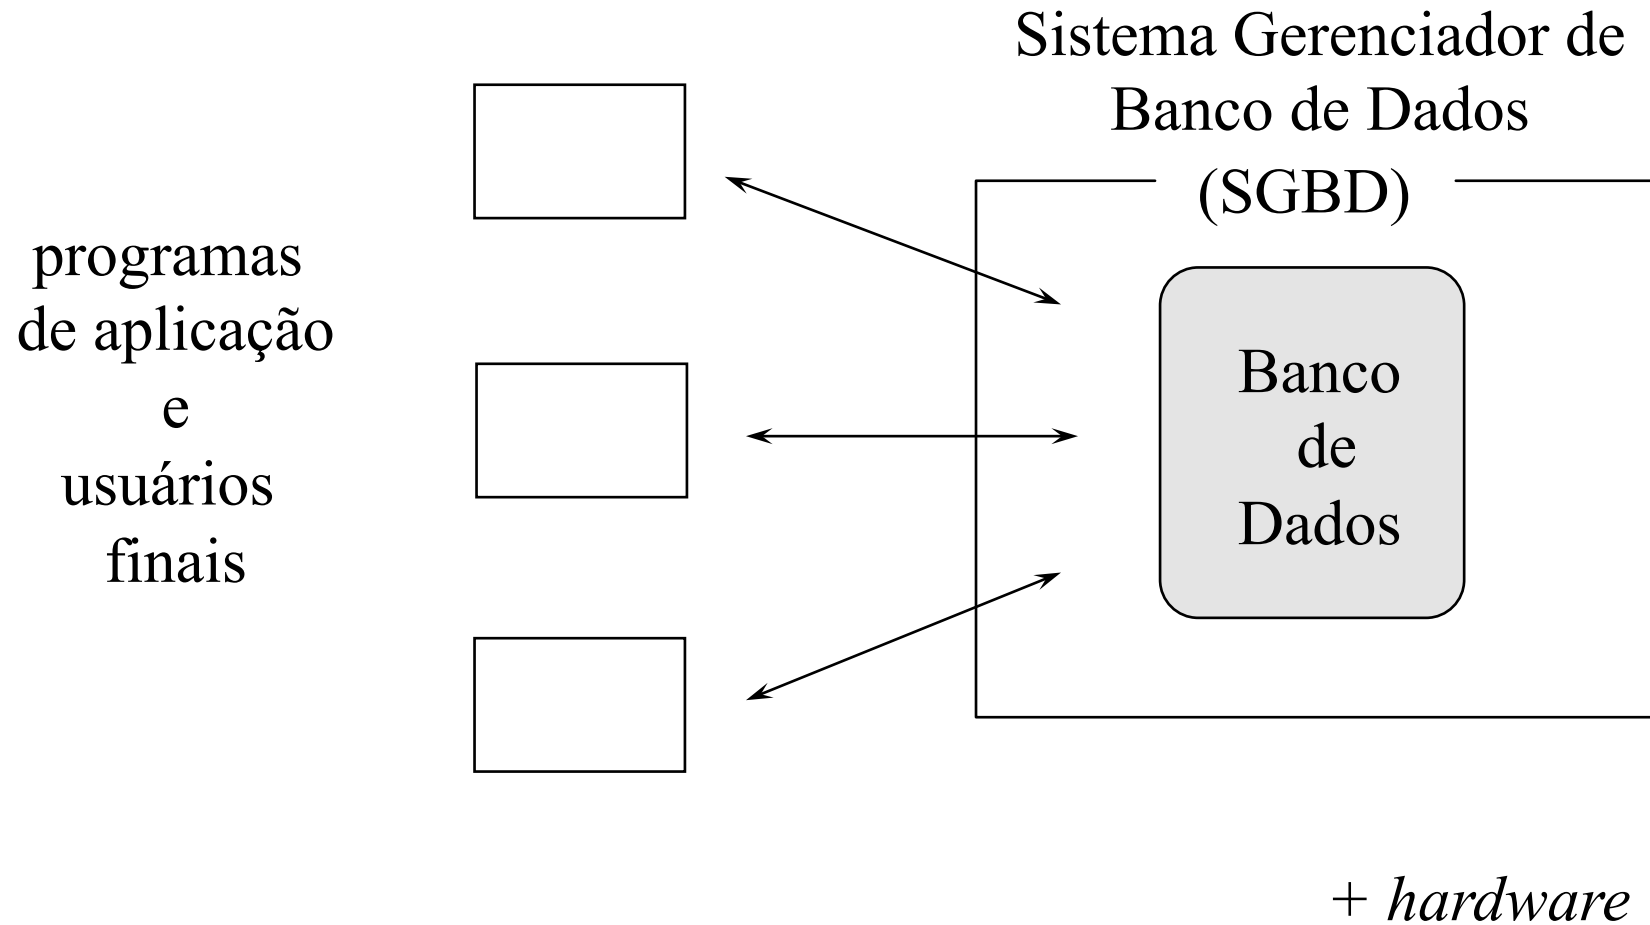 Sistema Gerenciador de
Banco de Dados
(SGBD)
programas
de aplicação
e
usuários
finais
Banco
de
Dados
+ hardware